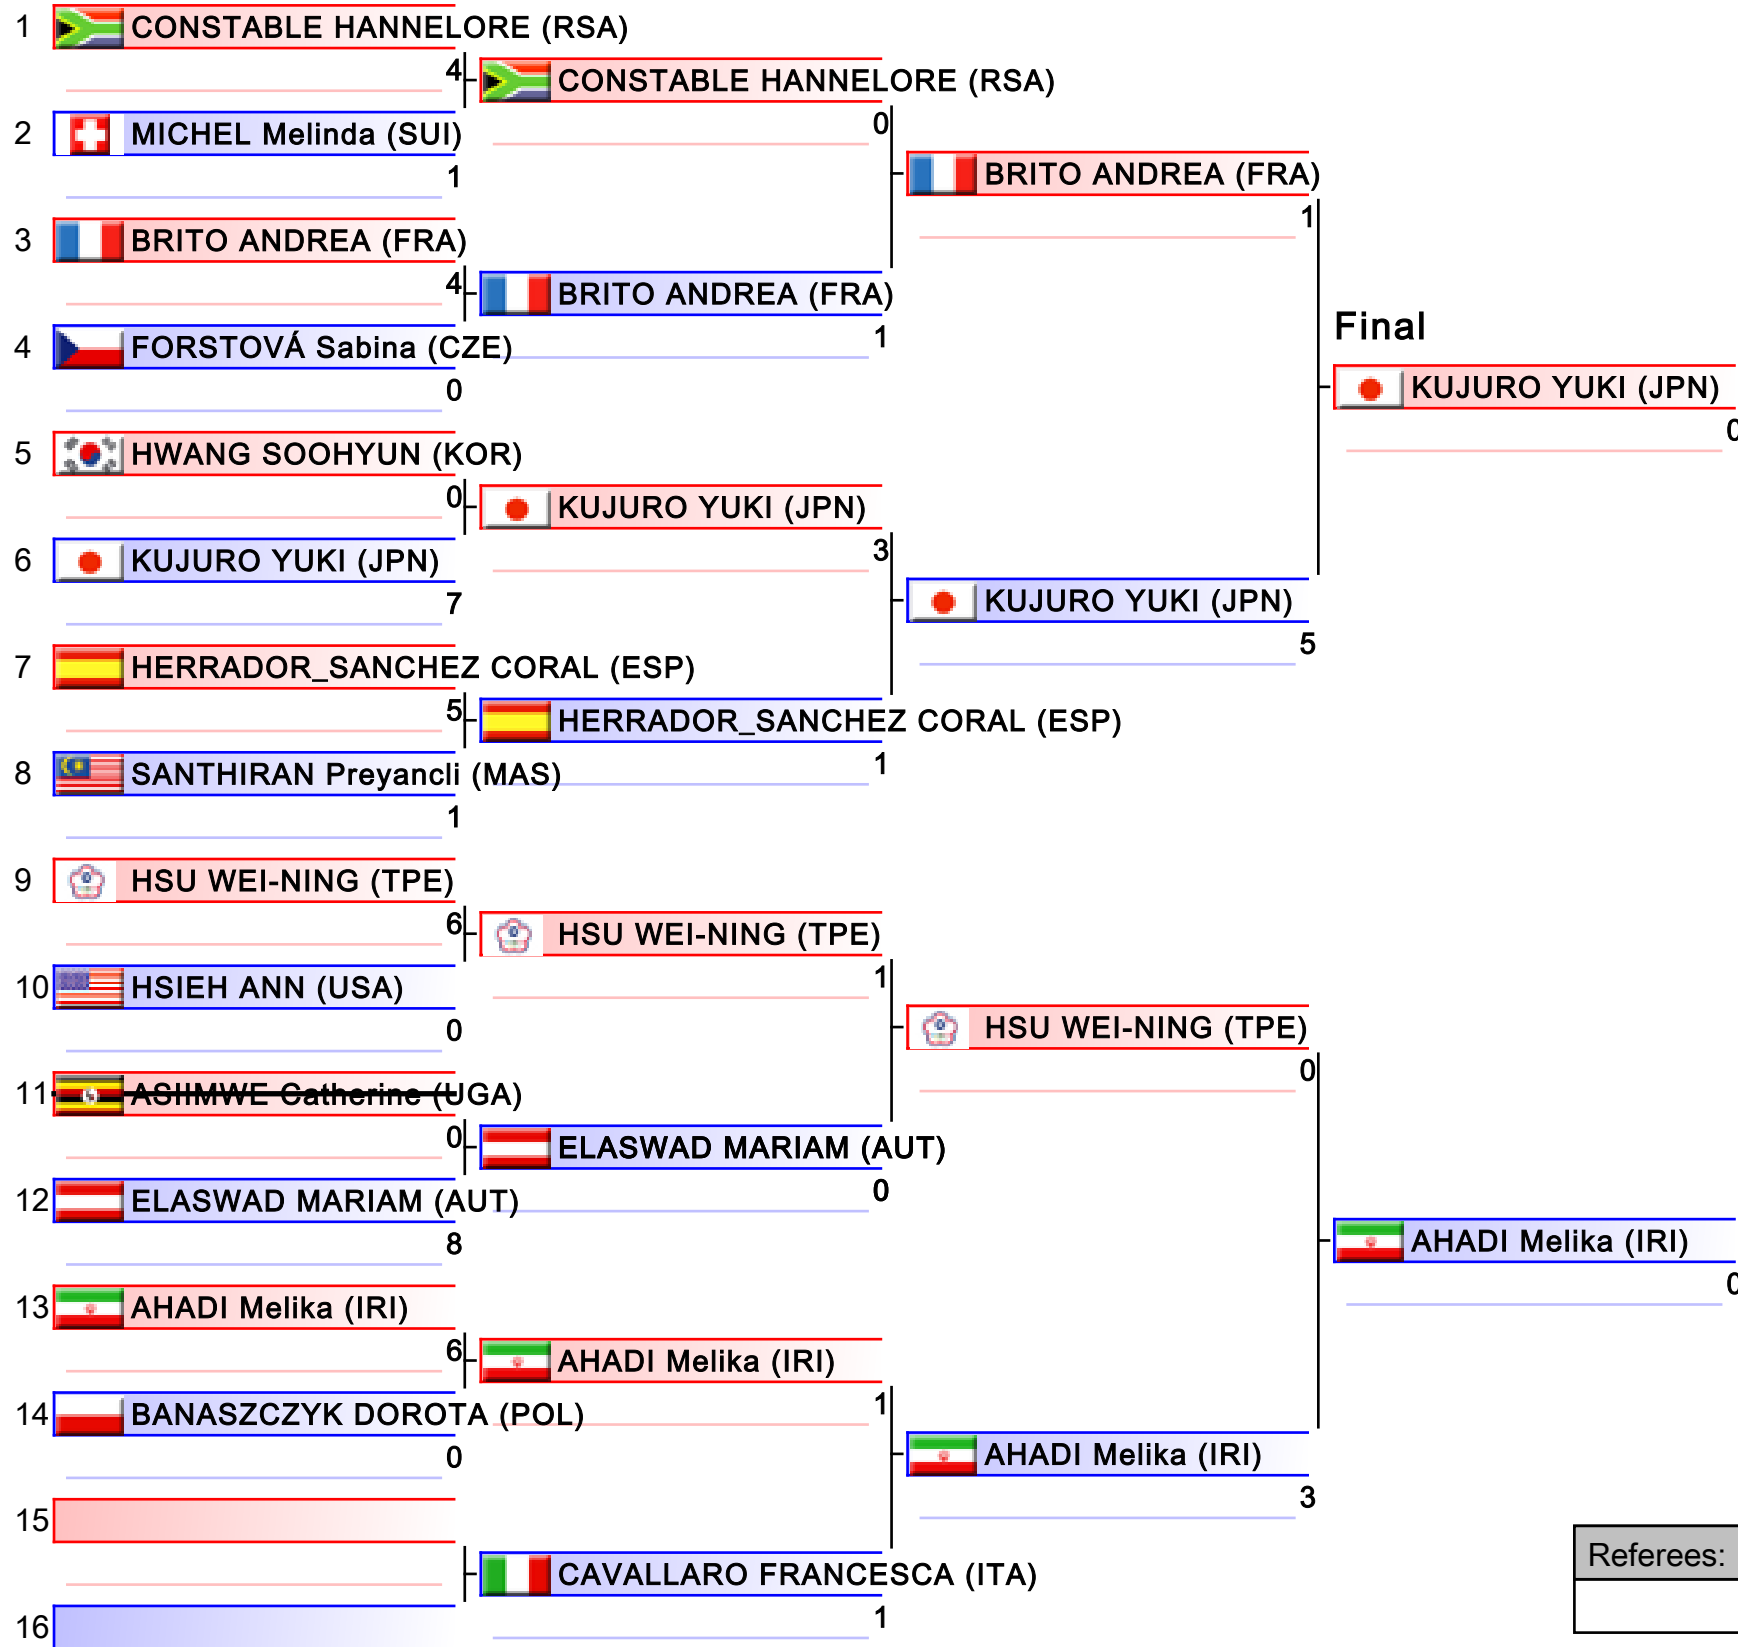 1 CONSTABLE HANNELORE (RSA)
4 CONSTABLE HANNELORE (RSA)
0
2 MICHEL Melinda (SUI)
1
BRITO ANDREA (FRA)
1
3 BRITO ANDREA (FRA)
4 BRITO ANDREA (FRA)
1
Final
4 FORSTOVÁ Sabina (CZE)
0
KUJURO YUKI (JPN)
0
5 HWANG SOOHYUN (KOR)
0 KUJURO YUKI (JPN)
3
6 KUJURO YUKI (JPN)
7
KUJURO YUKI (JPN)
5
7 HERRADOR_SANCHEZ CORAL (ESP)
5 HERRADOR_SANCHEZ CORAL (ESP)
1
8 SANTHIRAN Preyancli (MAS)
1
9 HSU WEI-NING (TPE)
6 HSU WEI-NING (TPE)
1
10 HSIEH ANN (USA)
0
HSU WEI-NING (TPE)
0
11 ASIIMWE Catherine (UGA)
0 ELASWAD MARIAM (AUT)
0
12 ELASWAD MARIAM (AUT)
8
AHADI Melika (IRI)
0
13 AHADI Melika (IRI)
6 AHADI Melika (IRI)
1
14 BANASZCZYK DOROTA (POL)
0
AHADI Melika (IRI)
3
15
CAVALLARO FRANCESCA (ITA)
1
16
Referees: